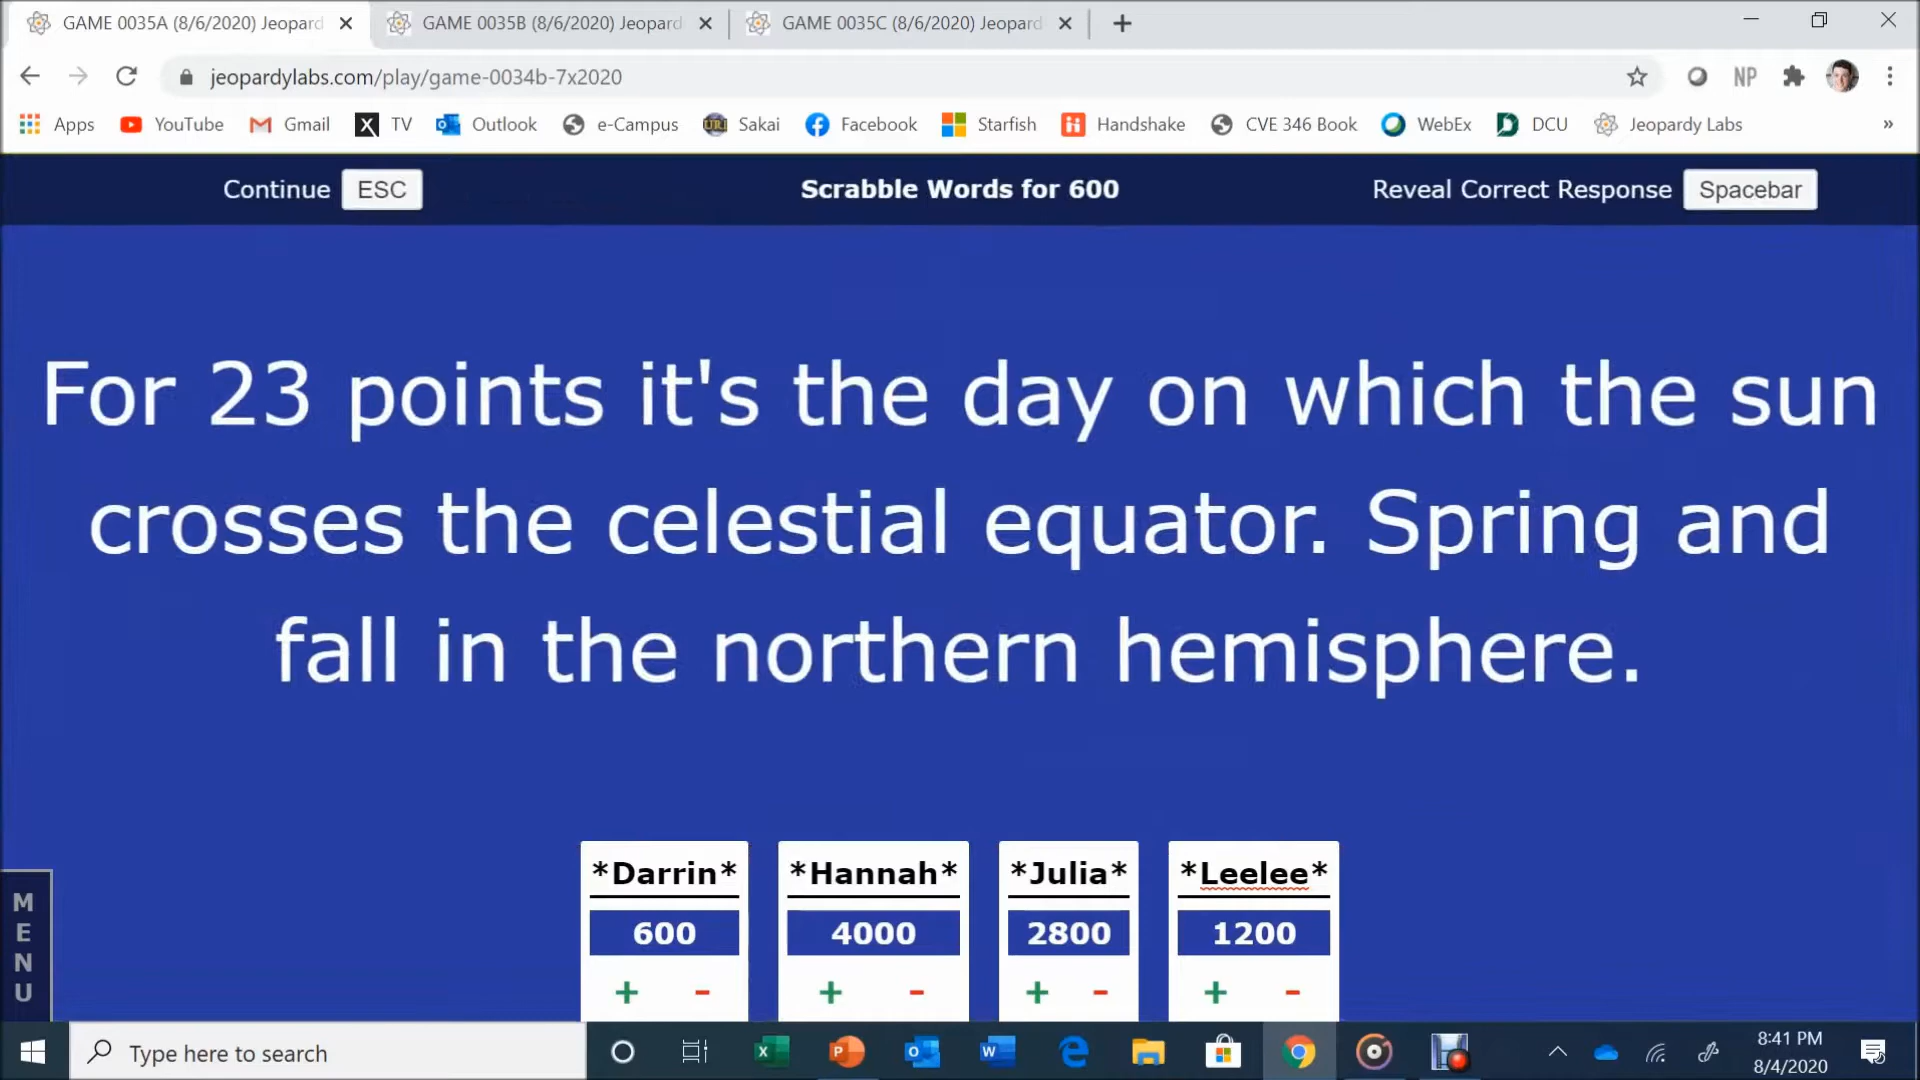 GAME 0035A (8/6/2020) Jeopard
GAME 0035B (8/6/2020) Jeopard
GAME 0035C (8/6/2020) Jeopard
jeopardylabs.com/play/game-0034b-7x2020
NP
Apps
YouTube
Gmail
X TV
Outlook
e-Campus
URI Sakai
Facebook
Starfish
Handshake
CVE 346 Book
WebEx
DCU
Jeopardy Labs
»
Continue ESC
Scrabble Words for 600
Reveal Correct Response Spacebar
For 23 points it's the day on which the sun
crosses the celestial equator. Spring and
fall in the northern hemisphere.
MENU
*Darrin* *Hannah* *Julia* *Leelee*
600 4000 2800 1200
+ - + - + - + -
Type here to search
8:41 PM
8/4/2020